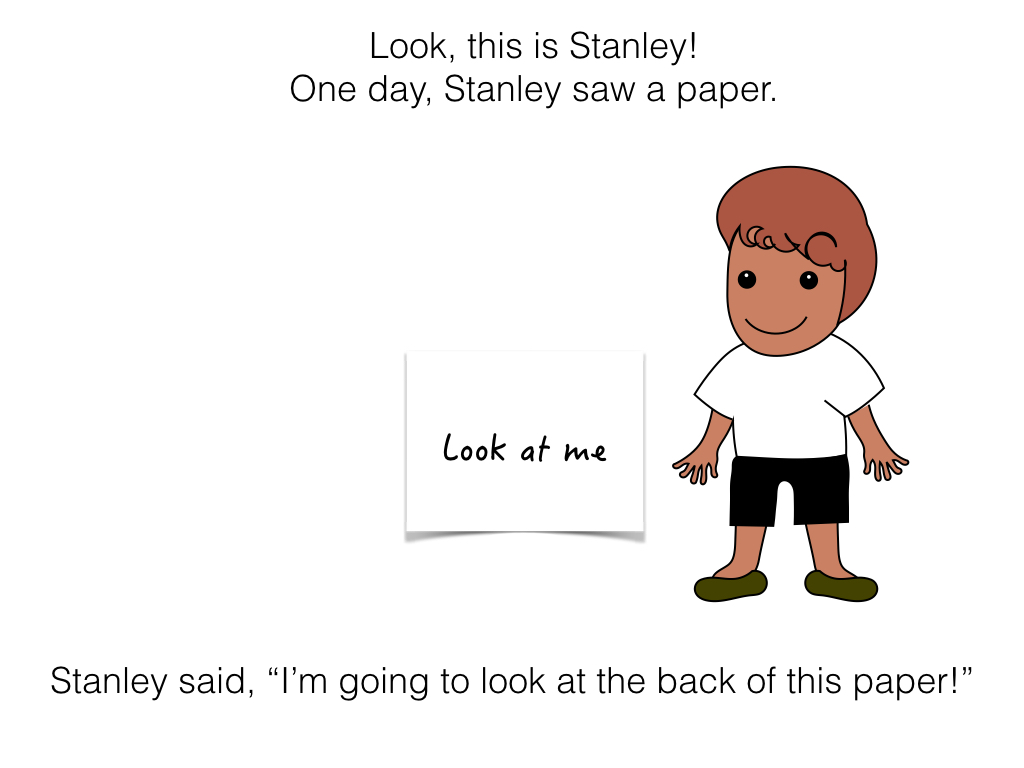 Look, this is Stanley!
One day, Stanley saw a paper.
Look at me
Stanley said, “I’m going to look at the back of this paper!”